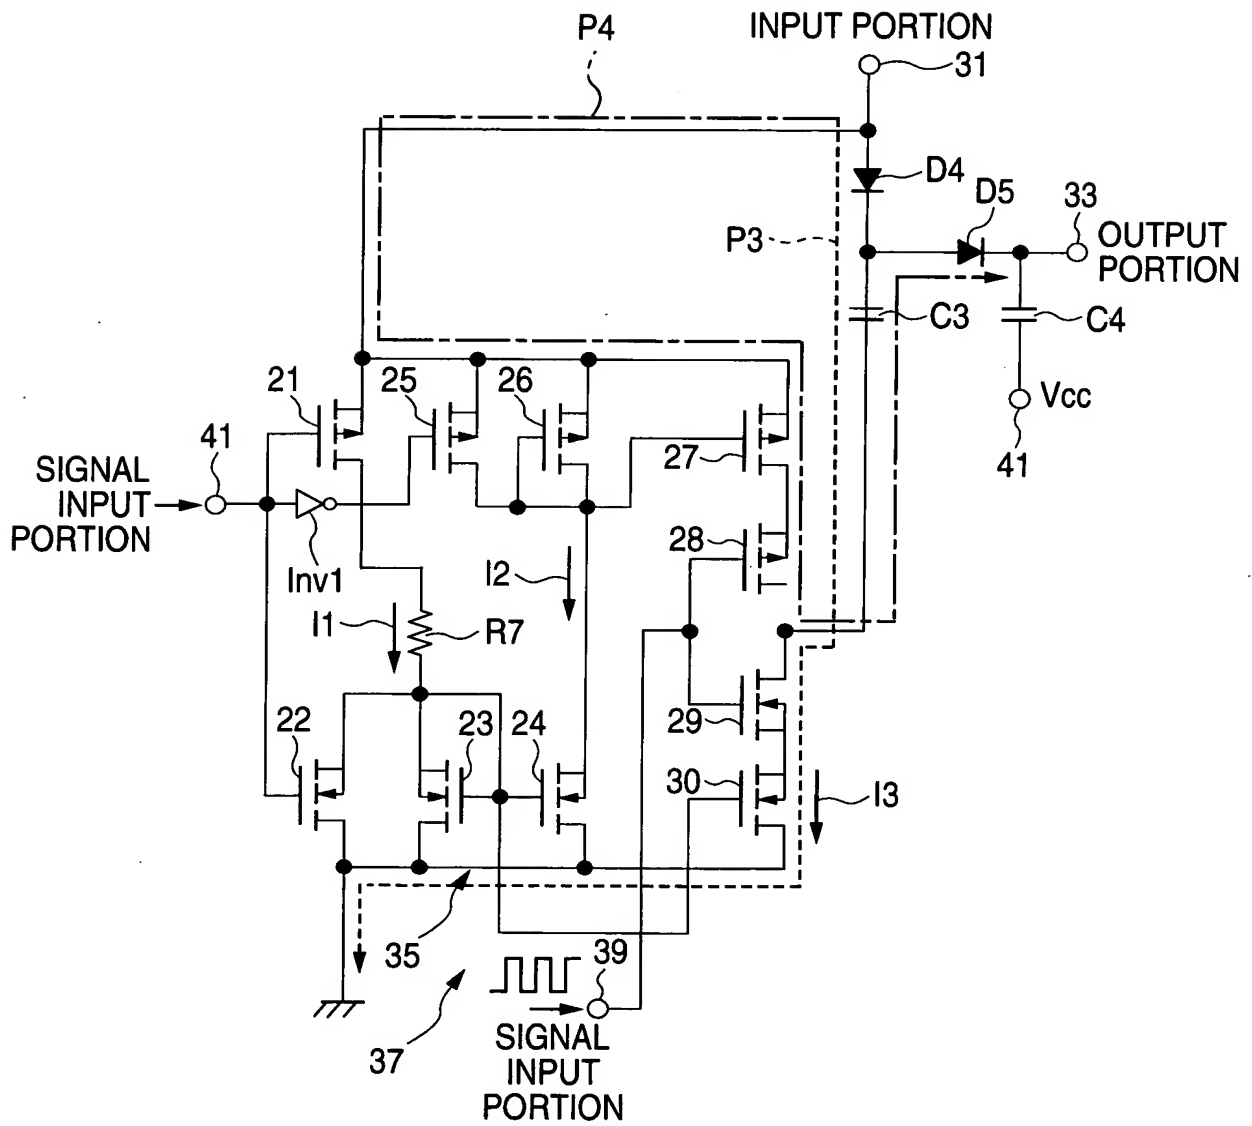 P4
INPUT PORTION
31
D4
D5
33
P3
OUTPUT
PORTION
C3
C4
21
25
26
Vcc
41
27
41
SIGNAL
INPUT
PORTION
28
Inv1
I2
I1
R7
29
22
23
24
30
I3
35
39
37
SIGNAL
INPUT
PORTION